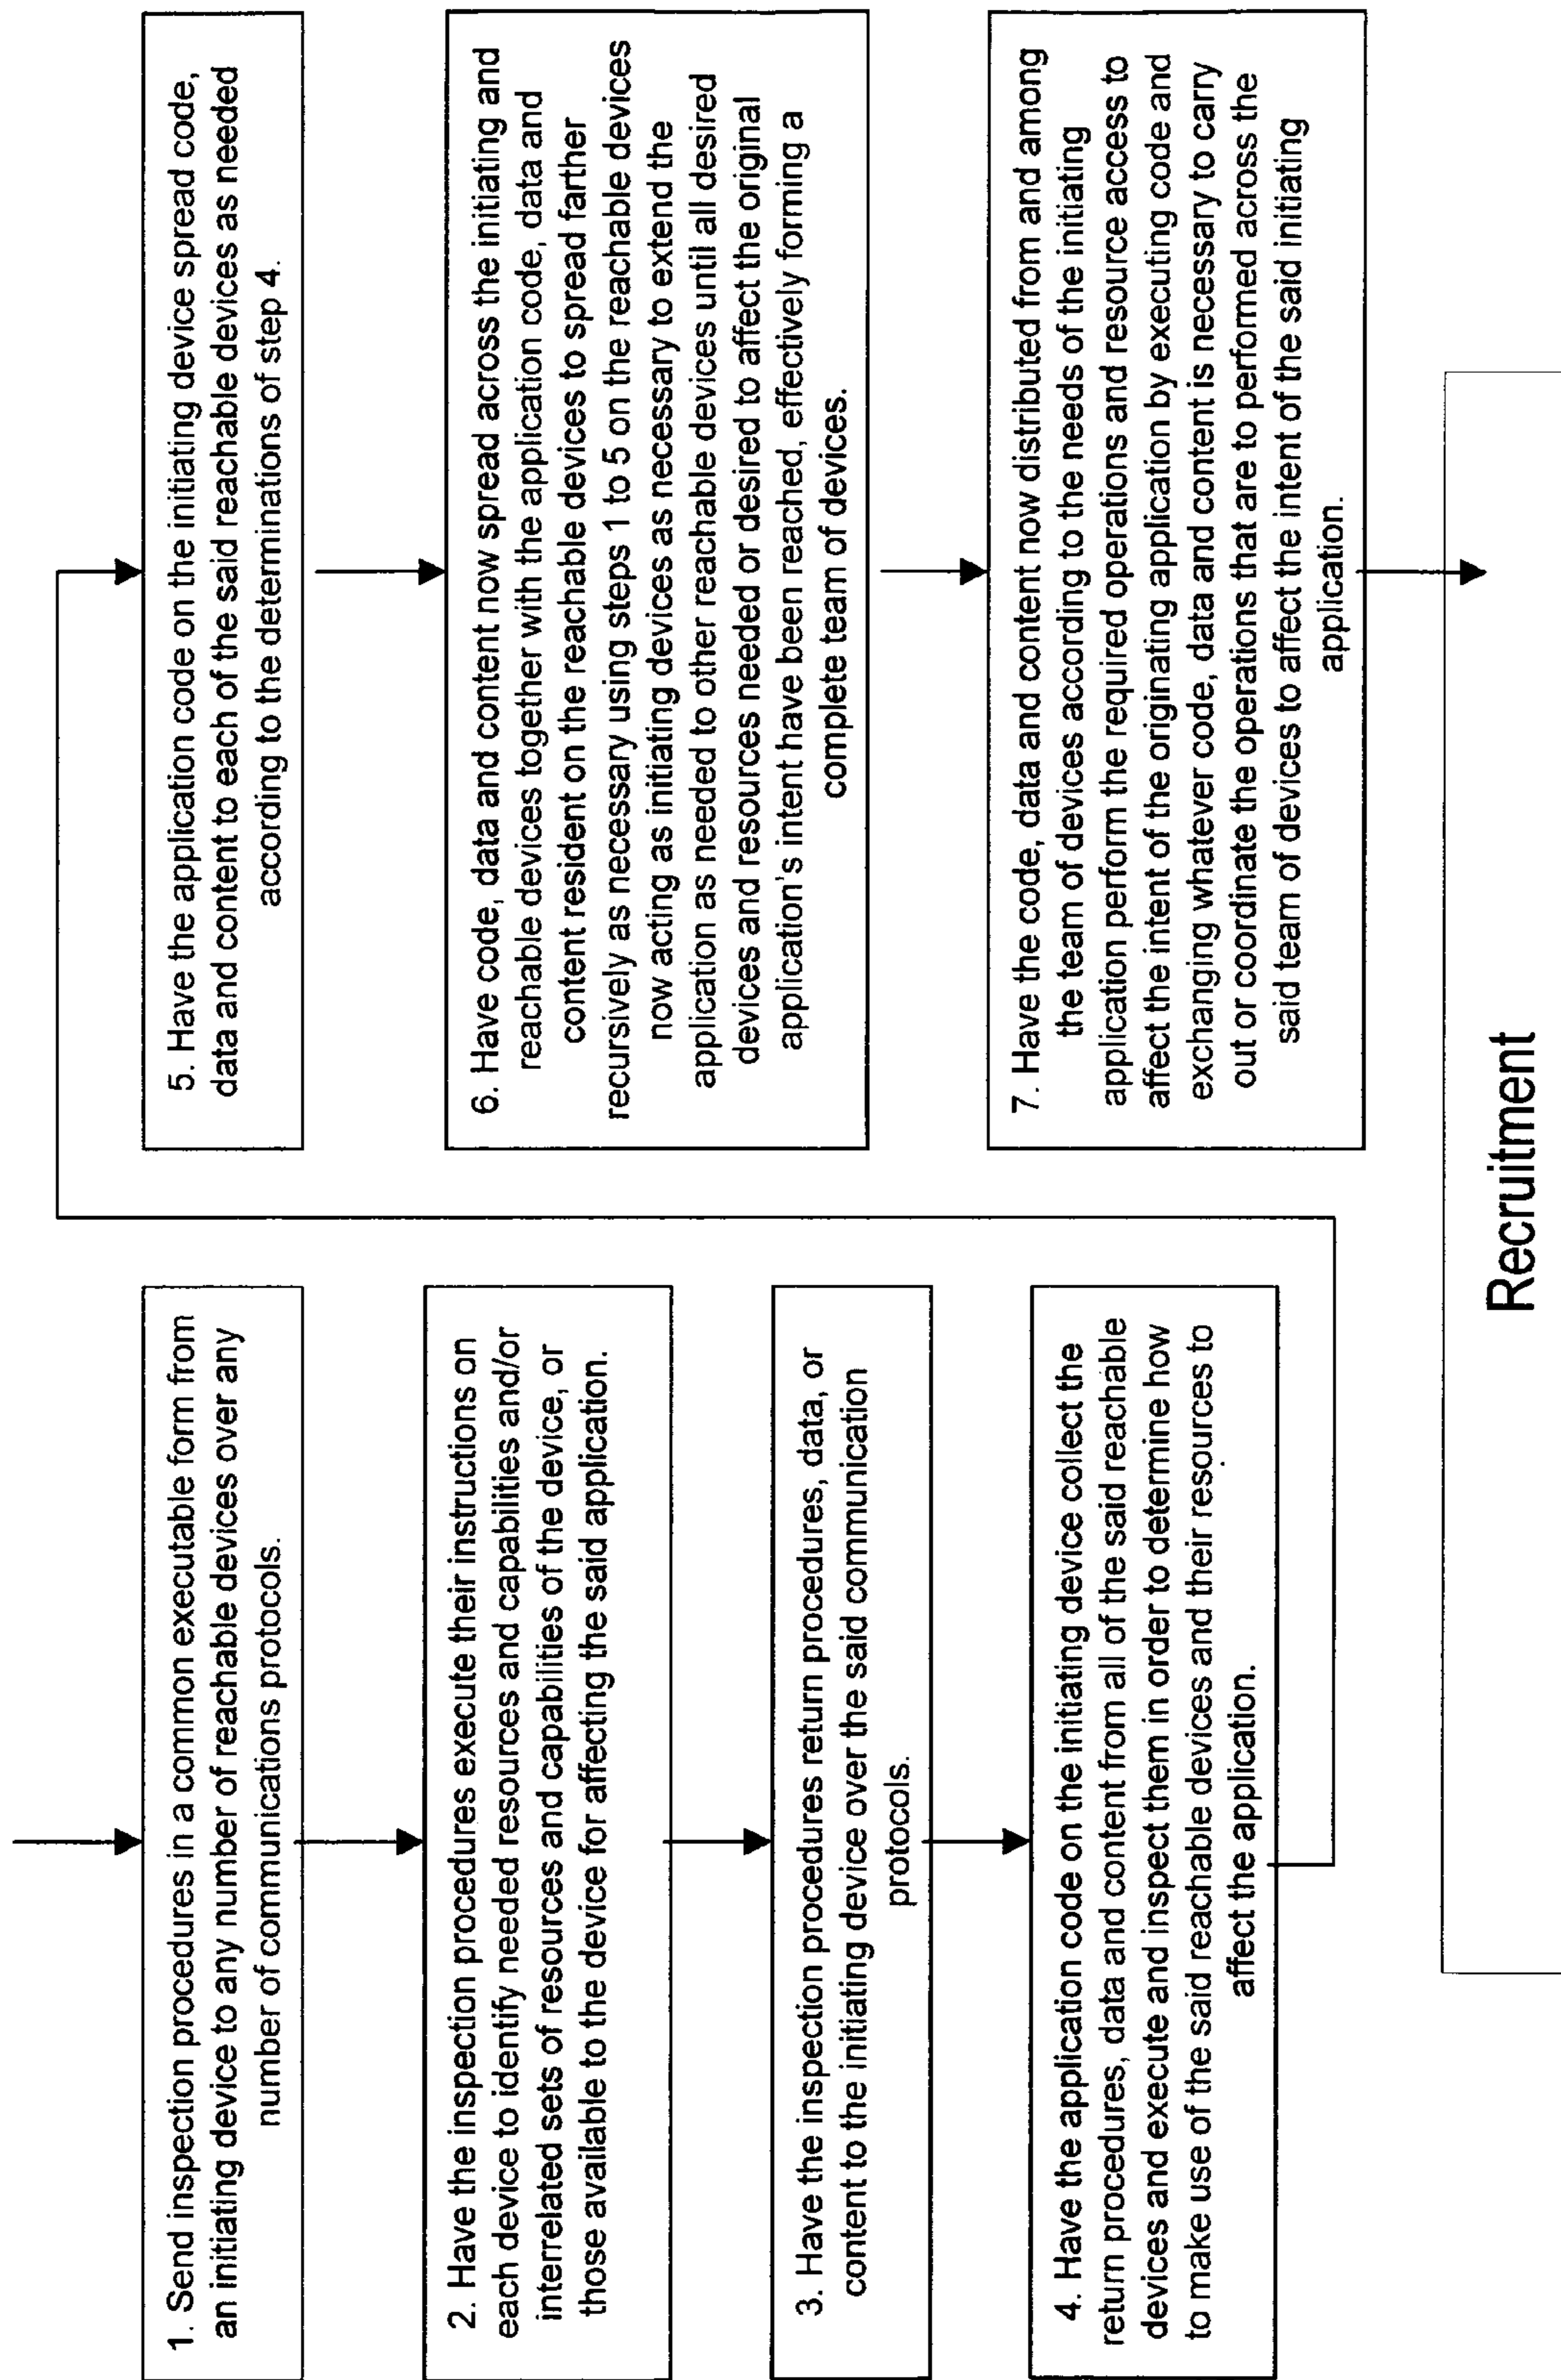 1. Send inspection procedures in a common executable form from
an initiating device to any number of reachable devices over any
number of communications protocols.
2. Have the inspection procedures execute their instructions on
each device to identify needed resources and capabilities and/or
interrelated sets of resources and capabilities of the device, or
those available to the device for affecting the said application.
3. Have the inspection procedures return procedures, data, or
content to the initiating device over the said communication
protocols.
4. Have the application code on the initiating device collect the
return procedures, data and content from all of the said reachable
devices and execute and inspect them in order to determine how
to make use of the said reachable devices and their resources to
affect the application.
5. Have the application code on the initiating device spread code,
data and content to each of the said reachable devices as needed
according to the determinations of step 4.
6. Have code, data and content now spread across the initiating and
reachable devices together with the application code, data and
content resident on the reachable devices to spread farther
recursively as necessary using steps 1 to 5 on the reachable devices
now acting as initiating devices as necessary to extend the
application as needed to other reachable devices until all desired
devices and resources needed or desired to affect the original
application's intent have been reached, effectively forming a
complete team of devices.
7. Have the code, data and content now distributed from and among
the team of devices according to the needs of the initiating
application perform the required operations and resource access to
affect the intent of the originating application by executing code and
exchanging whatever code, data and content is necessary to carry
out or coordinate the operations that are to performed across the
said team of devices to affect the intent of the said initiating
application.
Recruitment